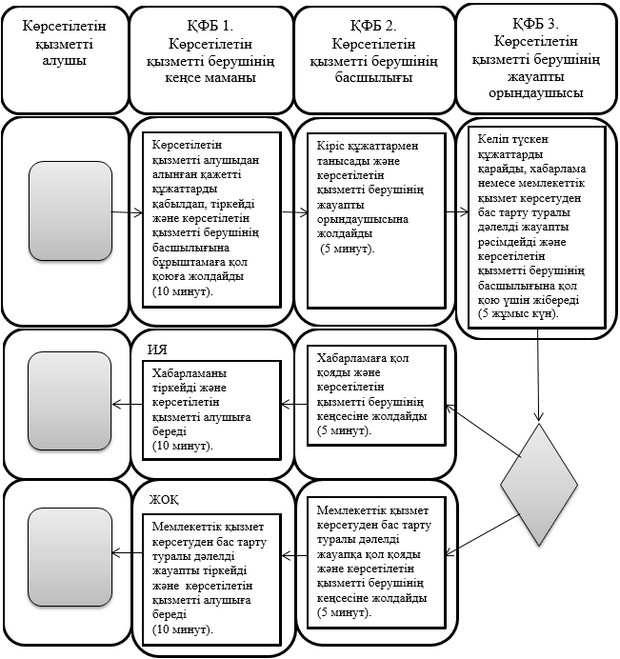 Көрсетілетін
қызметті
алушы
ҚФБ 1.
Көрсетілетін
қызметті берушінің
кеңсе маманы
ҚФБ 2.
Көрсетілетін
қызметті берушінің
басшылығы
ҚФБ 3.
Көрсетілетін
қызметті берушінің
жауапты
орындаушысы
Көрсетілетін
қызметті алушыдан
алынған қажетті
құжаттарды
қабылдап, тіркейді
және көрсетілетін
қызметті берушінің
басшылығына
бұрыштамаға қол
қоюға жолдайды
(10 минут).
Кіріс құжаттармен
танысады және
көрсетілетін
қызметті берушінің
жауапты
орындаушысына
жолдайды
(5 минут).
Келіп түскен
құжаттарды
қарайды, хабарлама
немесе мемлекеттік
қызмет көрсетуден
бас тарту туралы
дәлелді жауапты
рәсімдейді және
көрсетілетін
қызметті берушінің
басшылығына қол
қою үшін жібереді
(5 жұмыс күн).
ИЯ
Хабарламаны
тіркейді және
көрсетілетін
қызметті алушыға
береді
(10 минут).
Хабарламаға қол
қояды және
көрсетілетін
қызметті берушінің
кеңсесіне жолдайды
(5 минут).
ЖОҚ
Мемлекеттік қызмет
көрсетуден бас тарту
туралы дәлелді
жауапты тіркейді
және көрсетілетін
қызметті алушыға
береді
(10 минут).
Мемлекеттік қызмет
көрсетуден бас тарту
туралы дәлелді
жауапқа қол қояды
және көрсетілетін
қызметті берушінің
кеңсесіне жолдайды
(5 минут).